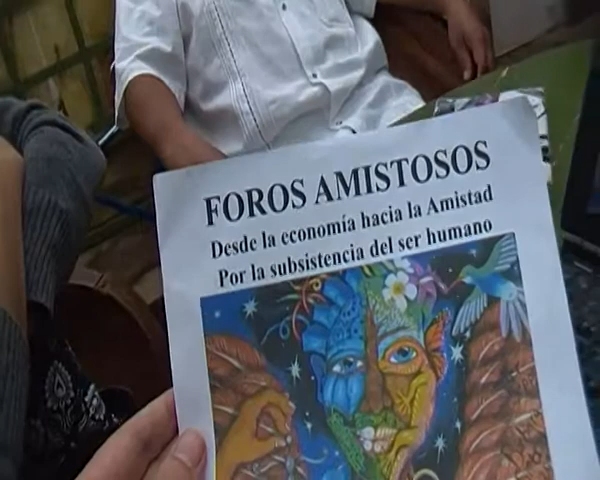 FOROS AMISTOSOS
Desde la economía hacia la Amistad
Por la subsistencia del ser humano